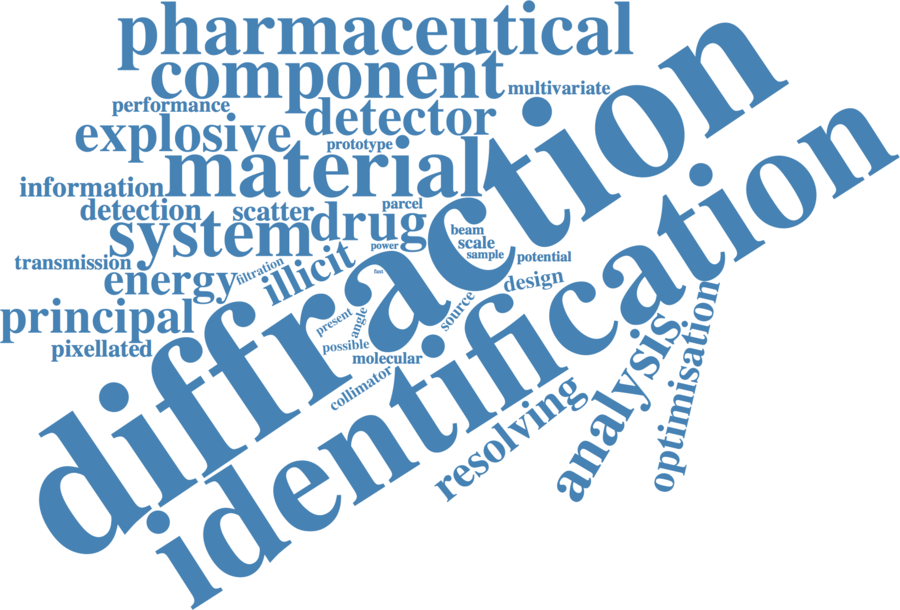 pharmaceutical
component
multivariate
performance
detector
explosive
prototype
material
information
parcel
detection
scatter
drug
system
beam
power
scale
sample
potential
transmission
filtration
illicit
fast
energy
design
principal
present
angle
source
pixellated
possible
molecular
collimator
diffraction
identification
resolving
analysis
optimisation